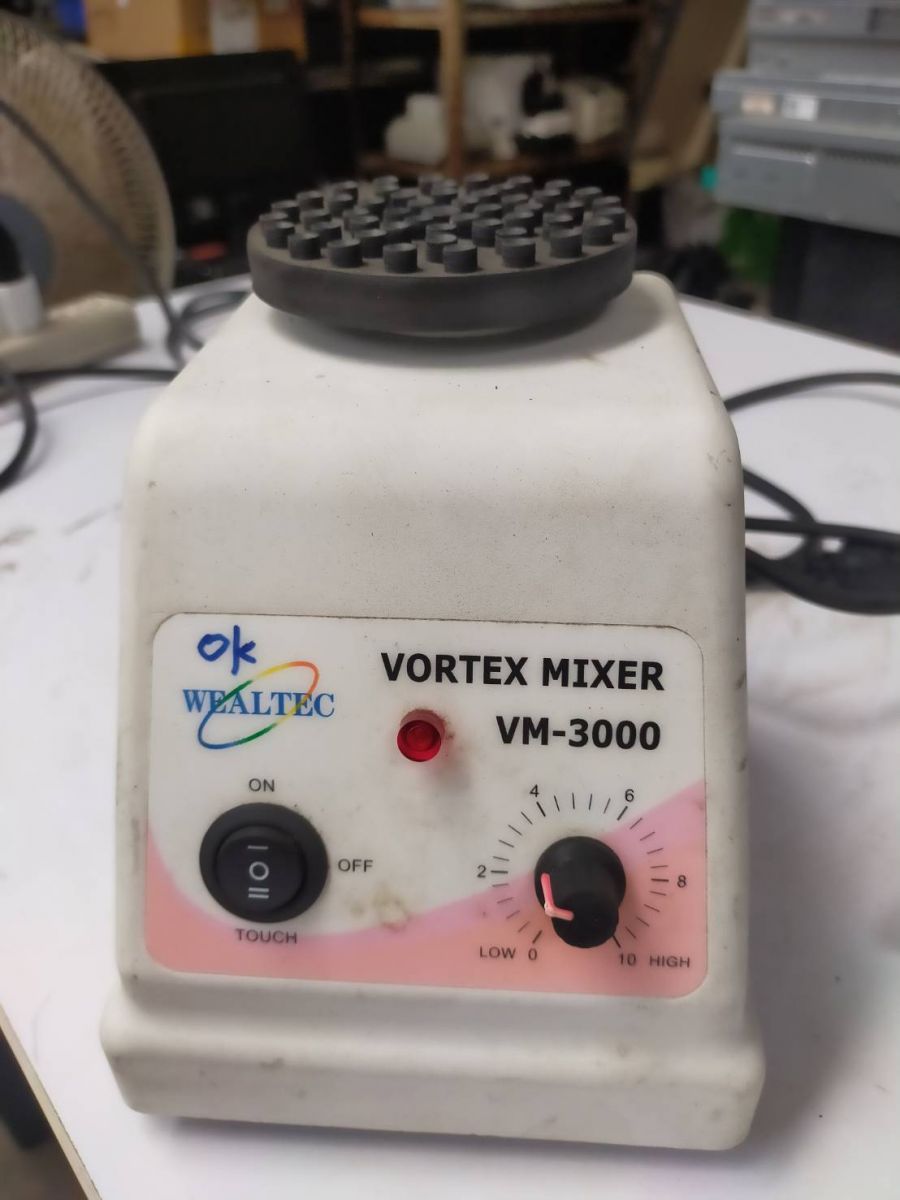 ok
WEALTEC
VORTEX MIXER
VM-3000
ON
I
O
II
OFF
TOUCH
4
6
2
8
LOW 0
10 HIGH